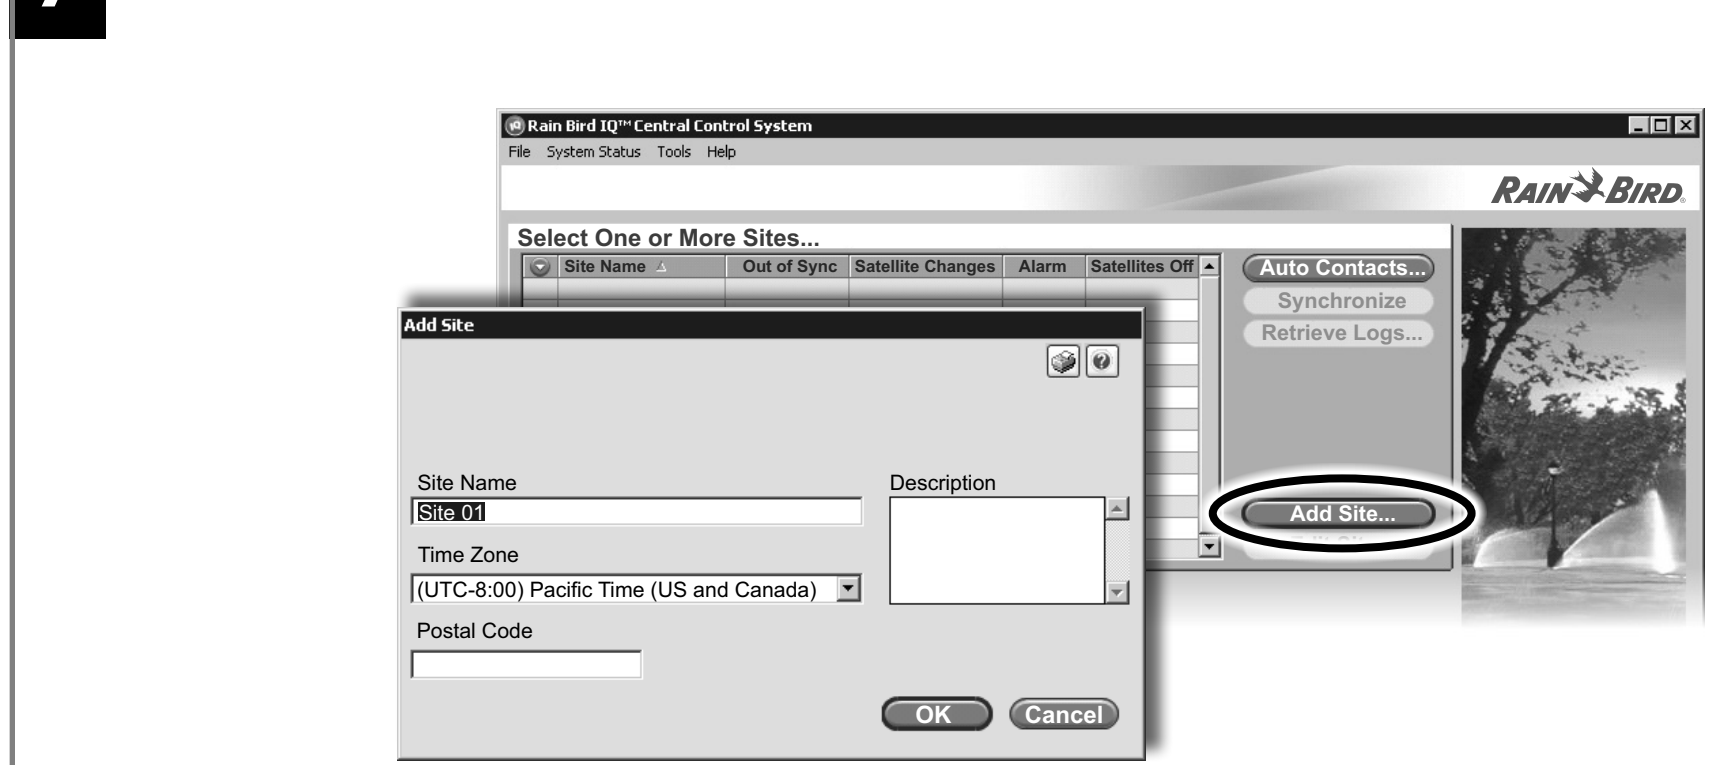 Rain Bird IQ™ Central Control System
File System Status Tools Help
RAIN BIRD®
Select One or More Sites...
Site Name Out of Sync Satellite Changes Alarm Satellites Off
Auto Contacts...
Synchronize
Retrieve Logs...
Add Site...
Add Site
Site Name
Site 01
Time Zone
(UTC-8:00) Pacific Time (US and Canada)
Postal Code
Description
OK Cancel